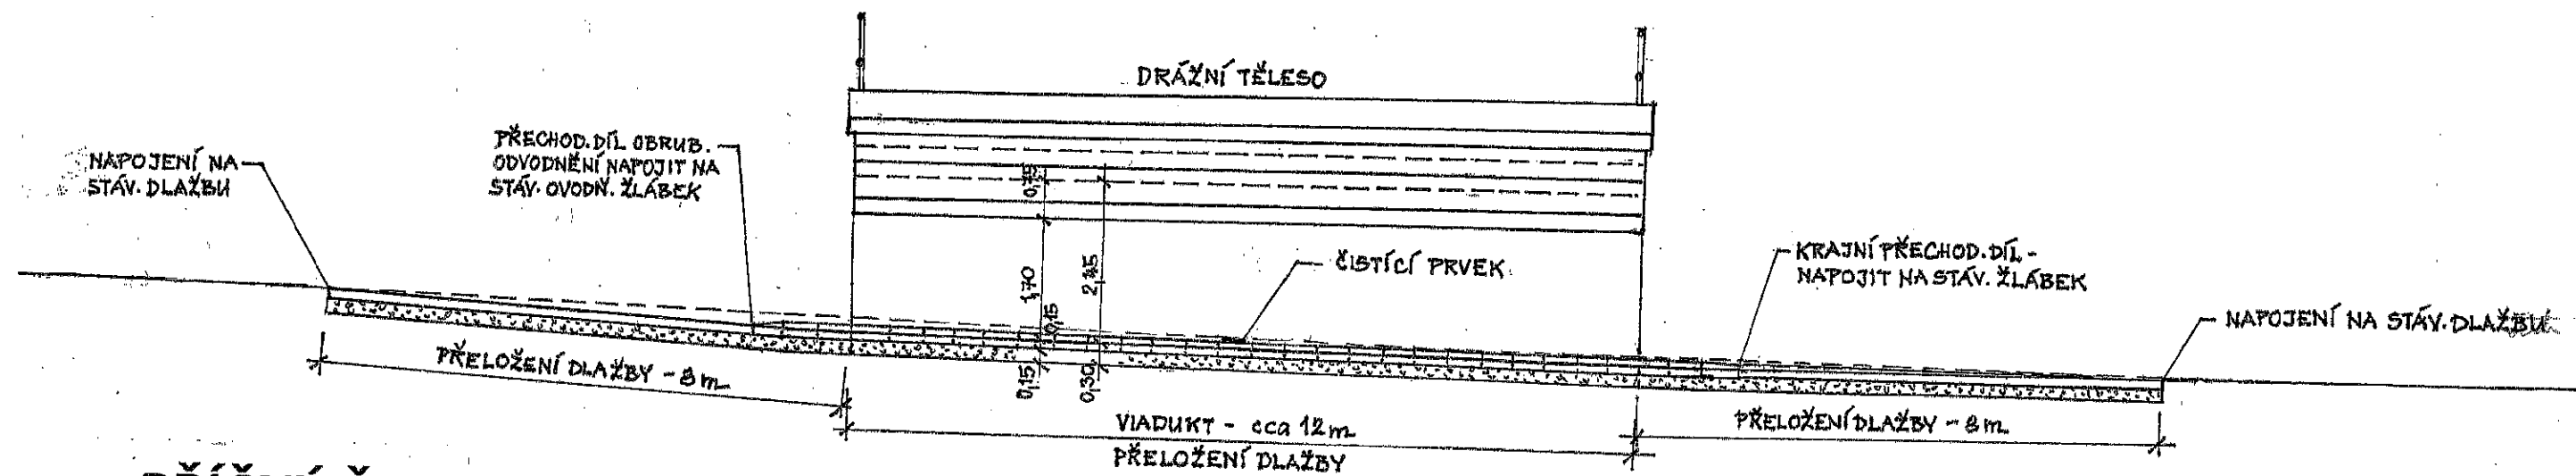 DRÁŽNÍ TĚLESO
NAPOJENÍ NA
STÁV. DLAŽBU
PŘECHOD. DÍL OBRUB.
ODVODNĚNÍ NAPOJIT NA
STÁV. OVODŇ. ŽLÁBEK
0,75
1,70
0,15
2,45
ČISTÍCÍ PRVEK
KRAJNÍ PŘECHOD. DÍL -
NAPOJIT NA STÁV. ŽLÁBEK
NAPOJENÍ NA STÁV. DLAŽBU
PŘELOŽENÍ DLAŽBY - 8 m
0,15
0,30
VIADUKT - cca 12 m
PŘELOŽENÍ DLAŽBY
PŘELOŽENÍ DLAŽBY - 8 m